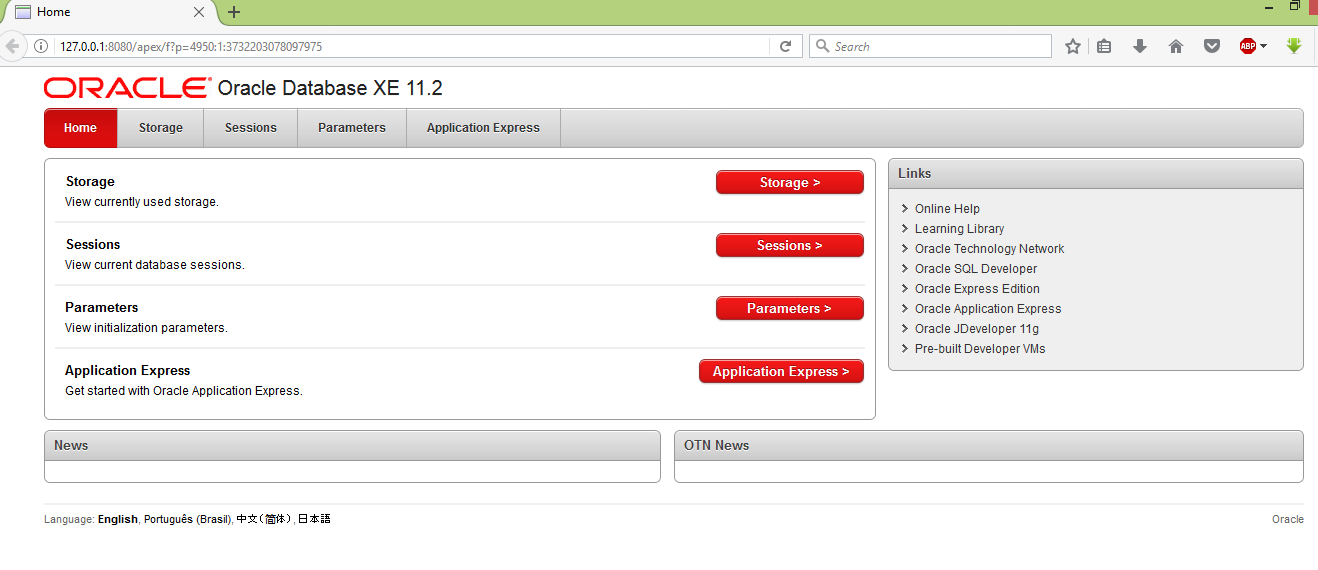 Home
127.0.0.1:8080/apex/f?p=4950:1:3732203078097975
Search
ABP
ORACLE® Oracle Database XE 11.2
Home Storage Sessions Parameters Application Express
Storage
View currently used storage.
Storage >
Sessions
View current database sessions.
Sessions >
Parameters
View initialization parameters.
Parameters >
Application Express
Get started with Oracle Application Express.
Application Express >
Links
Online Help
Learning Library
Oracle Technology Network
Oracle SQL Developer
Oracle Express Edition
Oracle Application Express
Oracle JDeveloper 11g
Pre-built Developer VMs
News
OTN News
Language: English, Português (Brasil), 中文(简体), 日本語
Oracle